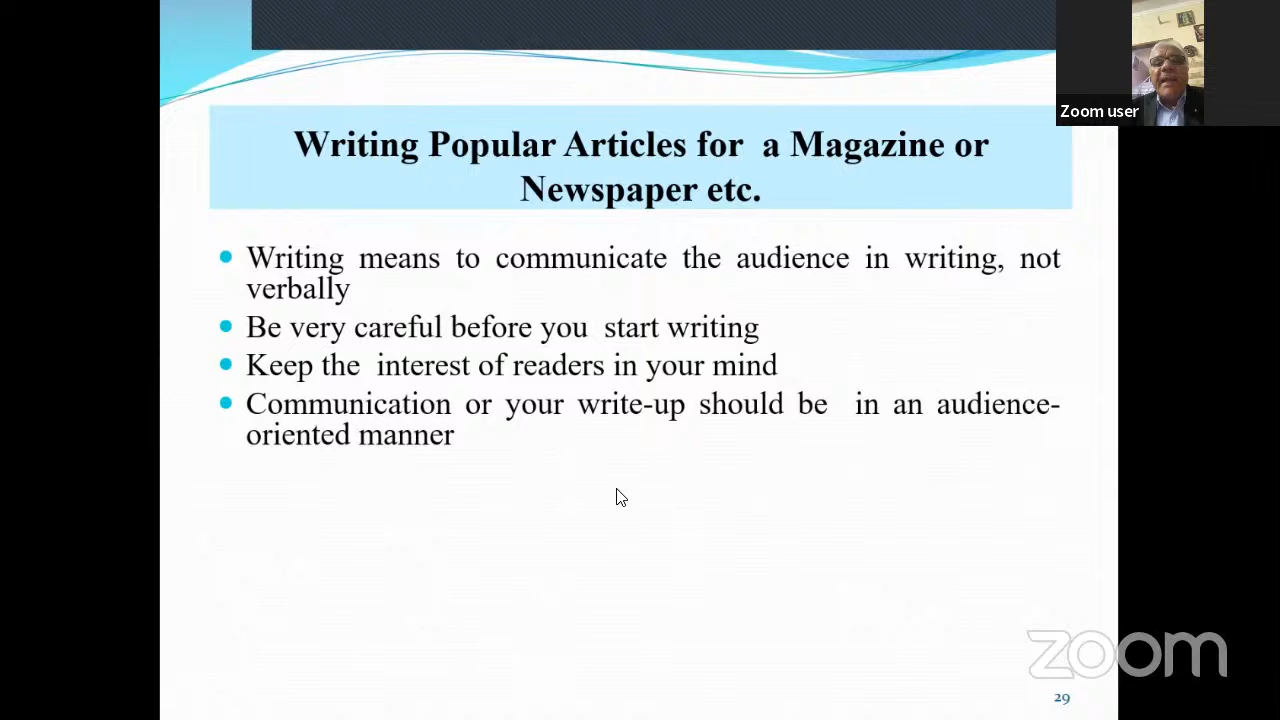 Zoom user
Writing Popular Articles for a Magazine or
Newspaper etc.
Writing means to communicate the audience in writing, not
verbally
Be very careful before you start writing
Keep the interest of readers in your mind
Communication or your write-up should be in an audience-
oriented manner
zoom
29